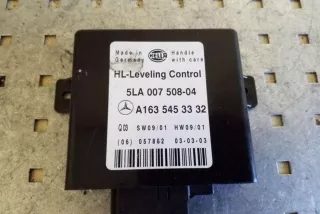 Made in Germany
HELLA
Handle with care
HL-Leveling Control
5LA 007 508-04
A163 545 33 32
Q03 SW09/01 HW09/01
(06) 057862 03-03-03